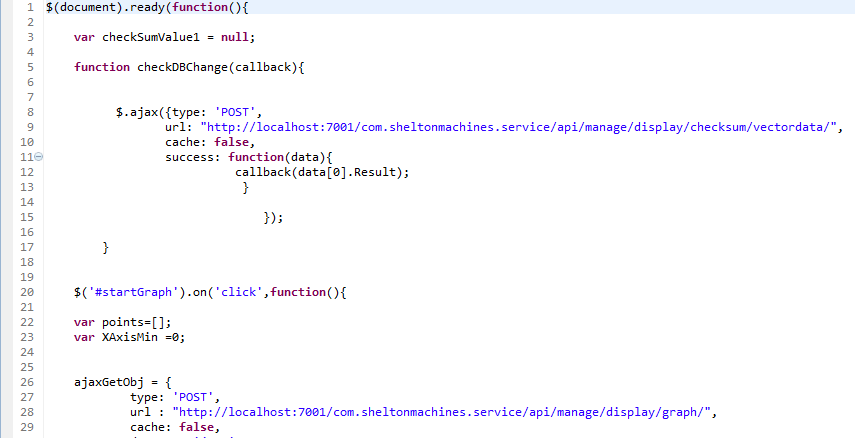 1 $(document).ready(function(){
2
3 var checkSumValue1 = null;
4
5 function checkDBChange(callback){
6
7
8 $.ajax({type: 'POST',
9 url: "http://localhost:7001/com.sheltonmachines.service/api/manage/display/checksum/vectordata/",
10 cache: false,
11 success: function(data){
12 callback(data[0].Result);
13 }
14
15 });
16
17 }
18
19
20 $('#startGraph').on('click',function(){
21
22 var points=[];
23 var XAxisMin =0;
24
25
26 ajaxGetObj = {
27 type: 'POST',
28 url : "http://localhost:7001/com.sheltonmachines.service/api/manage/display/graph/",
29 cache: false,